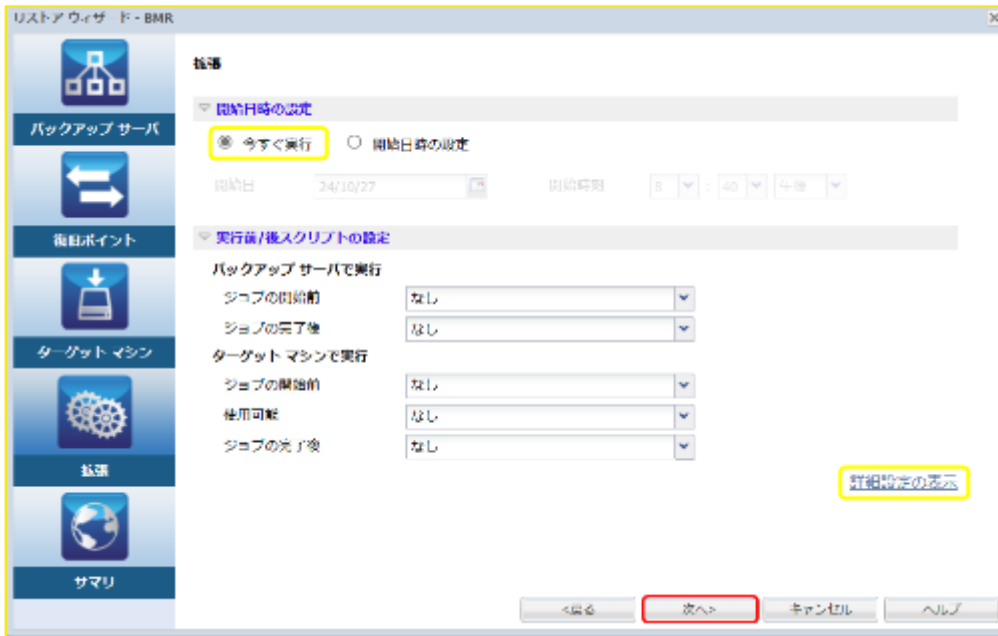 リストア ウィザード - BMR
バックアップ サーバ
復旧ポイント
ターゲット マシン
拡張
サマリ
拡張
開始日時の設定
今すぐ実行 開始日時の設定
開始日 24/10/27 開始時刻 8 : 40 午後
実行前/後スクリプトの設定
バックアップ サーバで実行
ジョブの開始前 なし
ジョブの完了後 なし
ターゲット マシンで実行
ジョブの開始前 なし
使用可能 なし
ジョブの完了後 なし
詳細設定の表示
<戻る 次へ> キャンセル ヘルプ